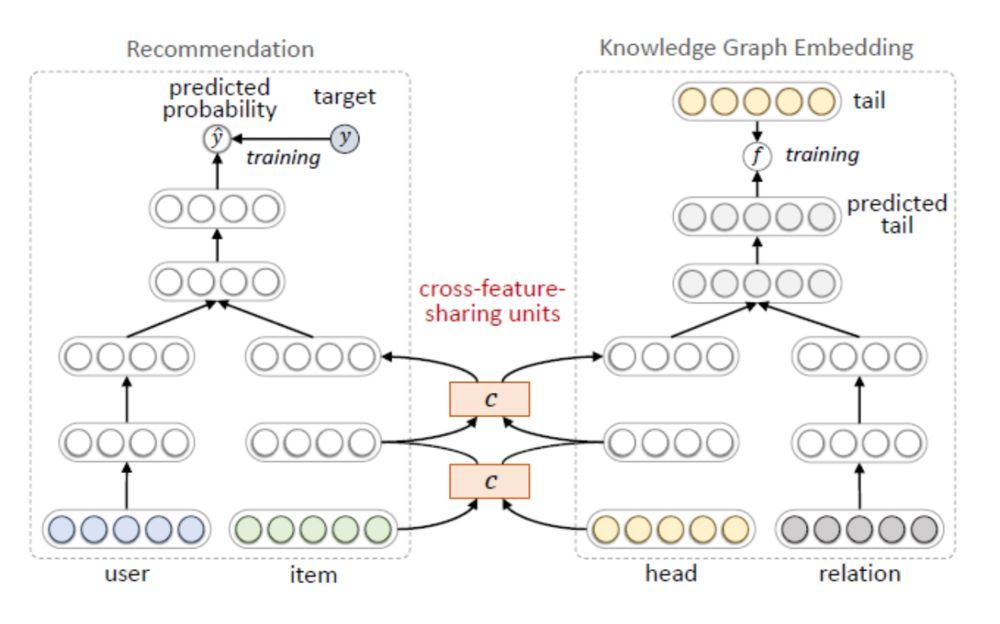 Recommendation
Knowledge Graph Embedding
predicted
probability
target
ŷ
y
training
tail
f
training
predicted
tail
cross-feature-
sharing units
c
c
user
item
head
relation